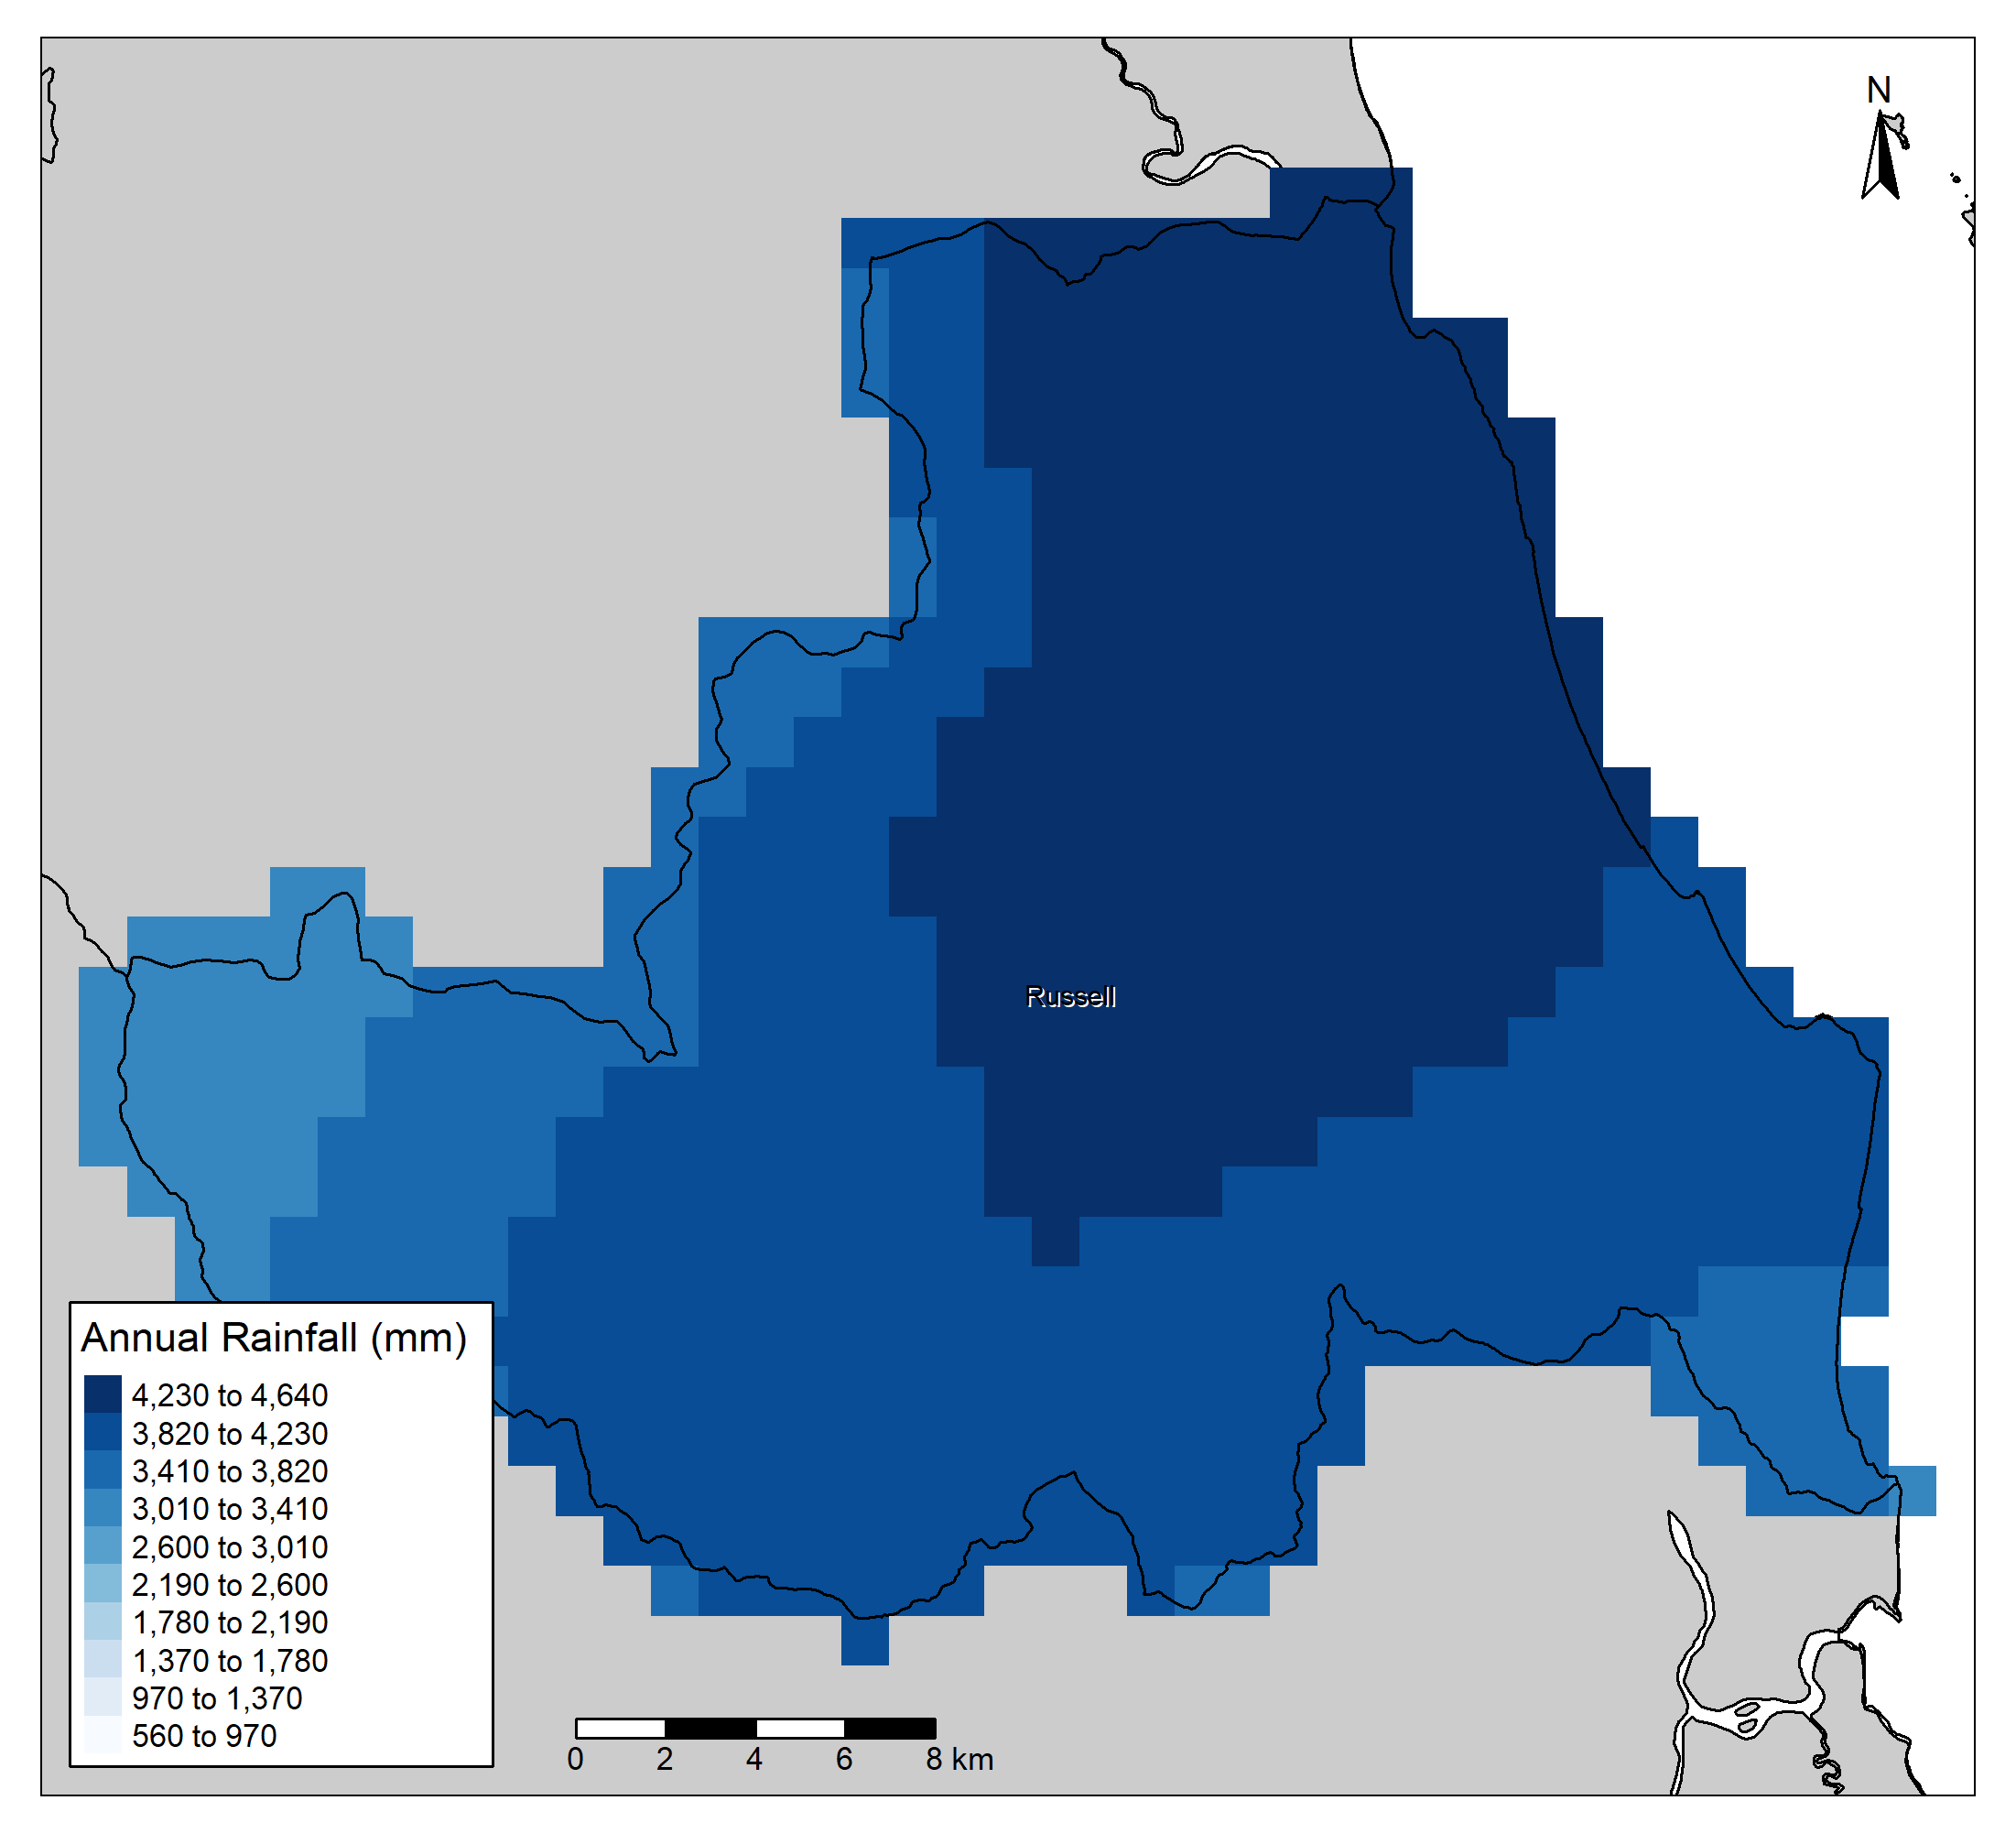 N
Russell
Annual Rainfall (mm)
4,230 to 4,640
3,820 to 4,230
3,410 to 3,820
3,010 to 3,410
2,600 to 3,010
2,190 to 2,600
1,780 to 2,190
1,370 to 1,780
970 to 1,370
560 to 970
0 2 4 6 8 km